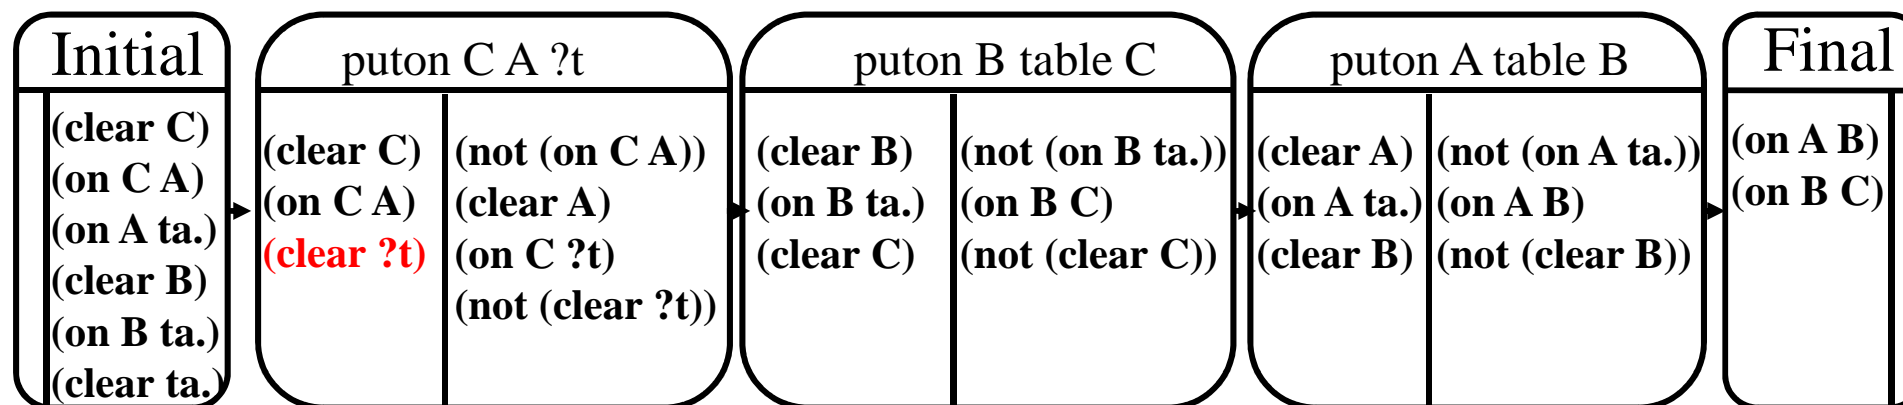 Initial
(clear C)
(on C A)
(on A ta.)
(clear B)
(on B ta.)
(clear ta.)
puton C A ?t
(clear C)
(on C A)
(clear ?t)
(not (on C A))
(clear A)
(on C ?t)
(not (clear ?t))
puton B table C
(clear B)
(on B ta.)
(clear C)
(not (on B ta.))
(on B C)
(not (clear C))
puton A table B
(clear A)
(on A ta.)
(clear B)
(not (on A ta.))
(on A B)
(not (clear B))
Final
(on A B)
(on B C)